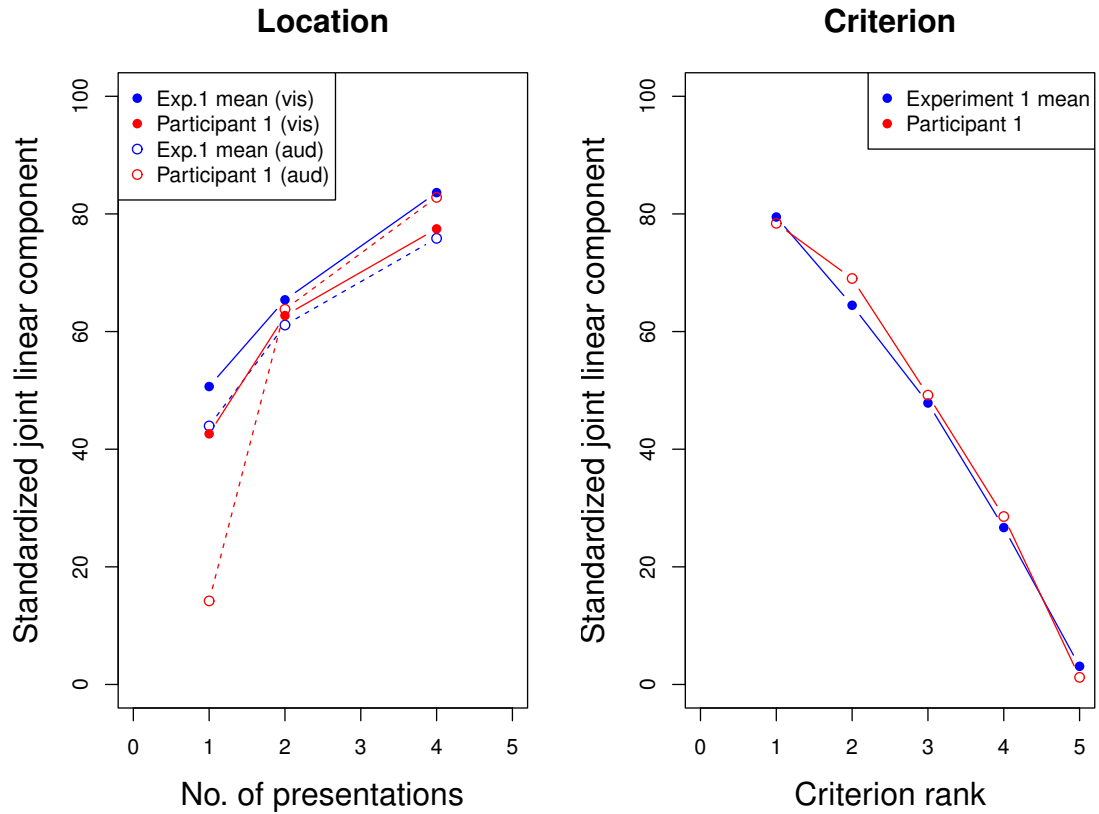 Location
Standardized joint linear component
100
80
60
40
20
0
Exp.1 mean (vis)
Participant 1 (vis)
Exp.1 mean (aud)
Participant 1 (aud)
0 1 2 3 4 5
No. of presentations
Criterion
Standardized joint linear component
100
80
60
40
20
0
Experiment 1 mean
Participant 1
0 1 2 3 4 5
Criterion rank